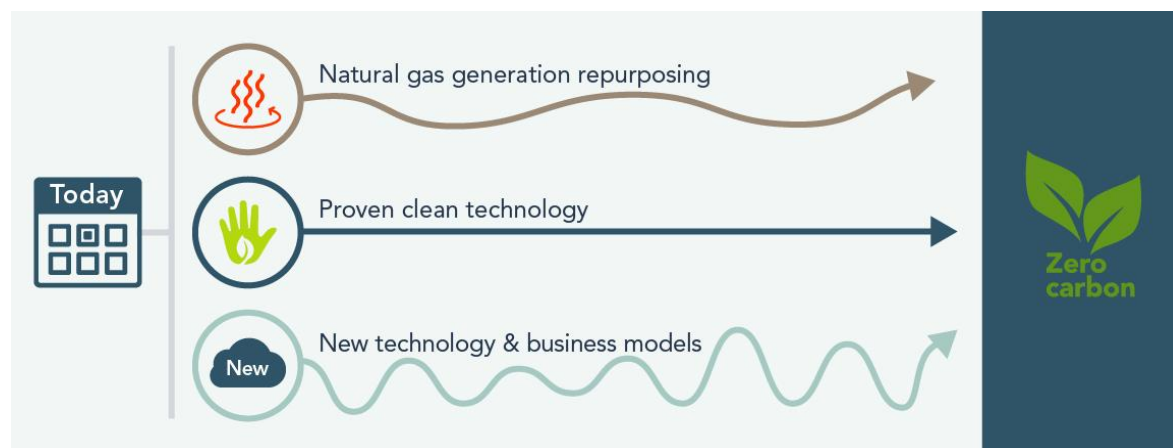 Natural gas generation repurposing
Today
Proven clean technology
Zero
carbon
New technology & business models
New